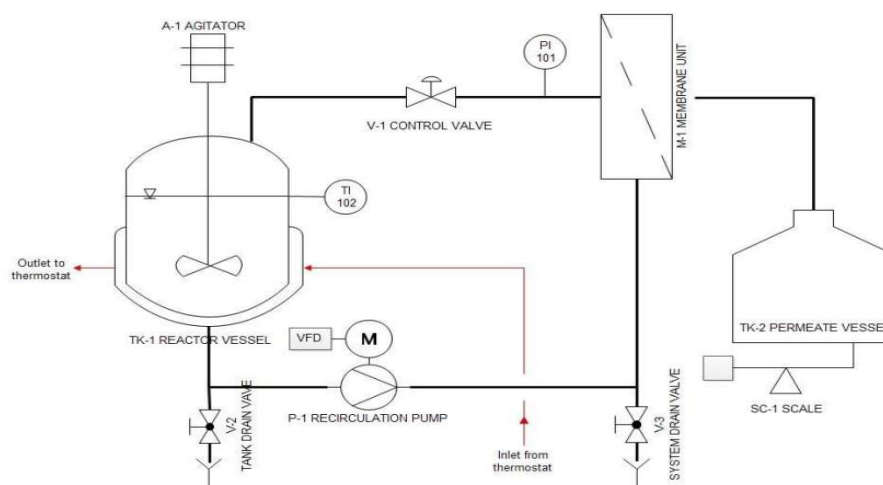 A-1 AGITATOR
PI
101
V-1 CONTROL VALVE
M-1 MEMBRANE UNIT
TI
102
Outlet to
thermostat
TK-1 REACTOR VESSEL
VFD
M
P-1 RECIRCULATION PUMP
V-2
TANK DRAIN VAVE
Inlet from
thermostat
V-3
SYSTEM DRAIN VALVE
TK-2 PERMEATE VESSE
SC-1 SCALE